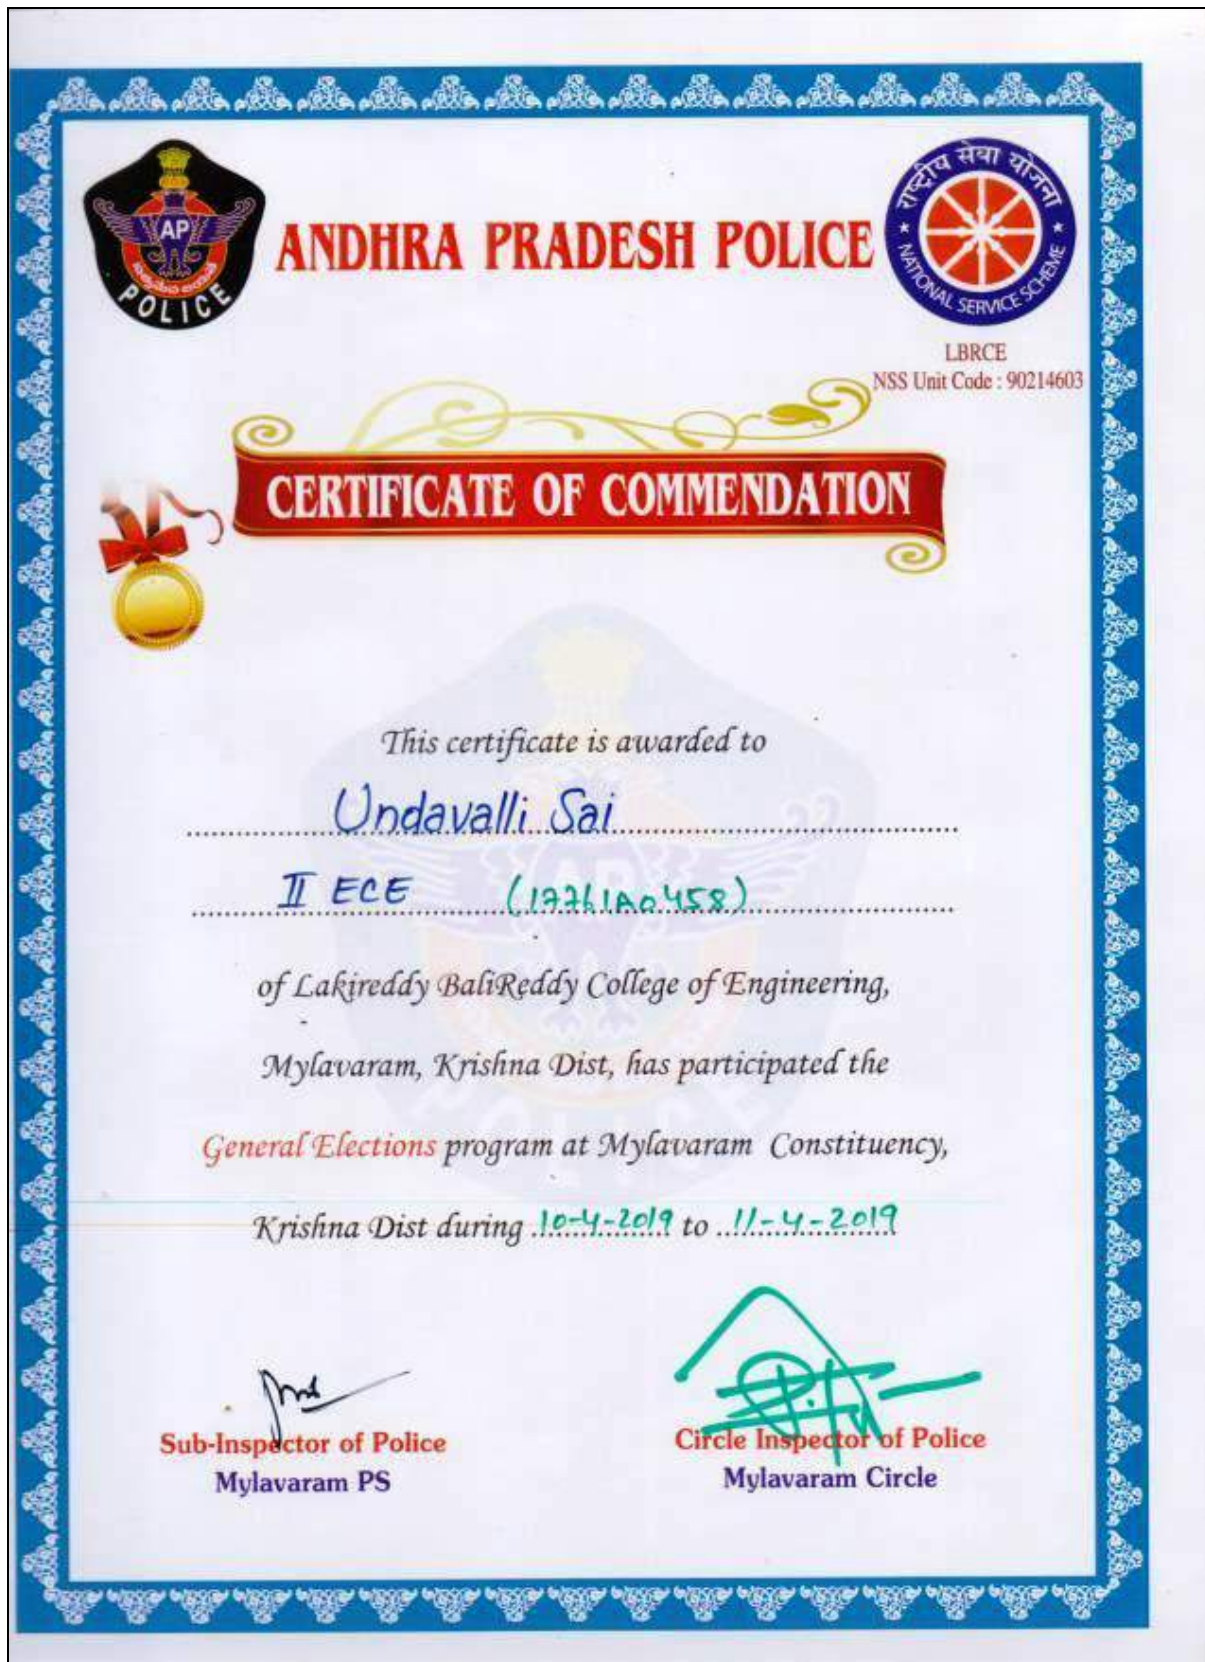 AP
POLICE
ANDHRA PRADESH POLICE
राष्ट्रीय सेवा योजना
NATIONAL SERVICE SCHEME
LBRCE
NSS Unit Code : 90214603
CERTIFICATE OF COMMENDATION
This certificate is awarded to
Undavalli Sai
II ECE (17761A0458)
of Lakireddy BaliReddy College of Engineering,
Mylavaram, Krishna Dist, has participated the
General Elections program at Mylavaram Constituency,
Krishna Dist during 10-4-2019 to 11-4-2019
Sub-Inspector of Police
Mylavaram PS
Circle Inspector of Police
Mylavaram Circle